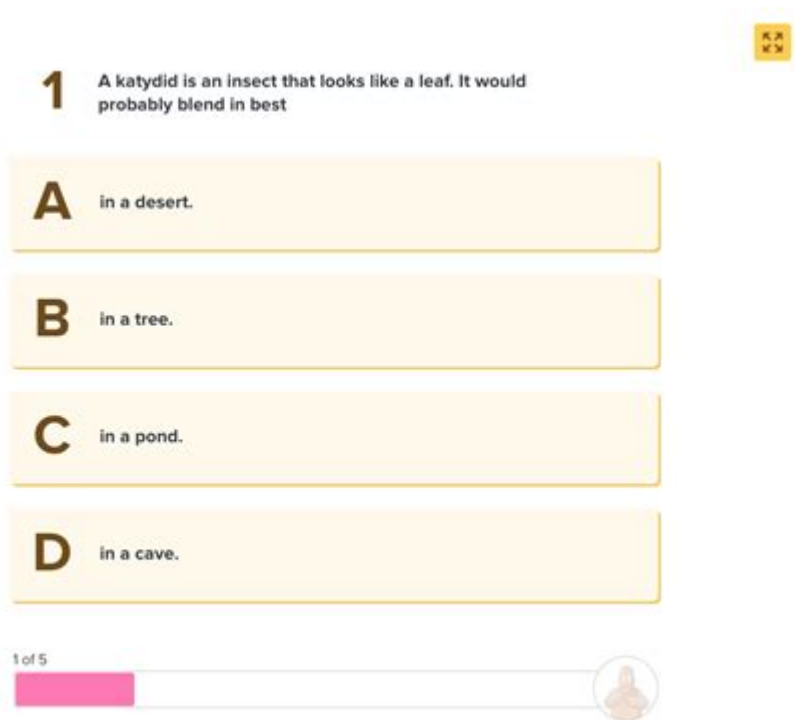 1
A katydid is an insect that looks like a leaf. It would
probably blend in best
A
in a desert.
B
in a tree.
C
in a pond.
D
in a cave.
1 of 5